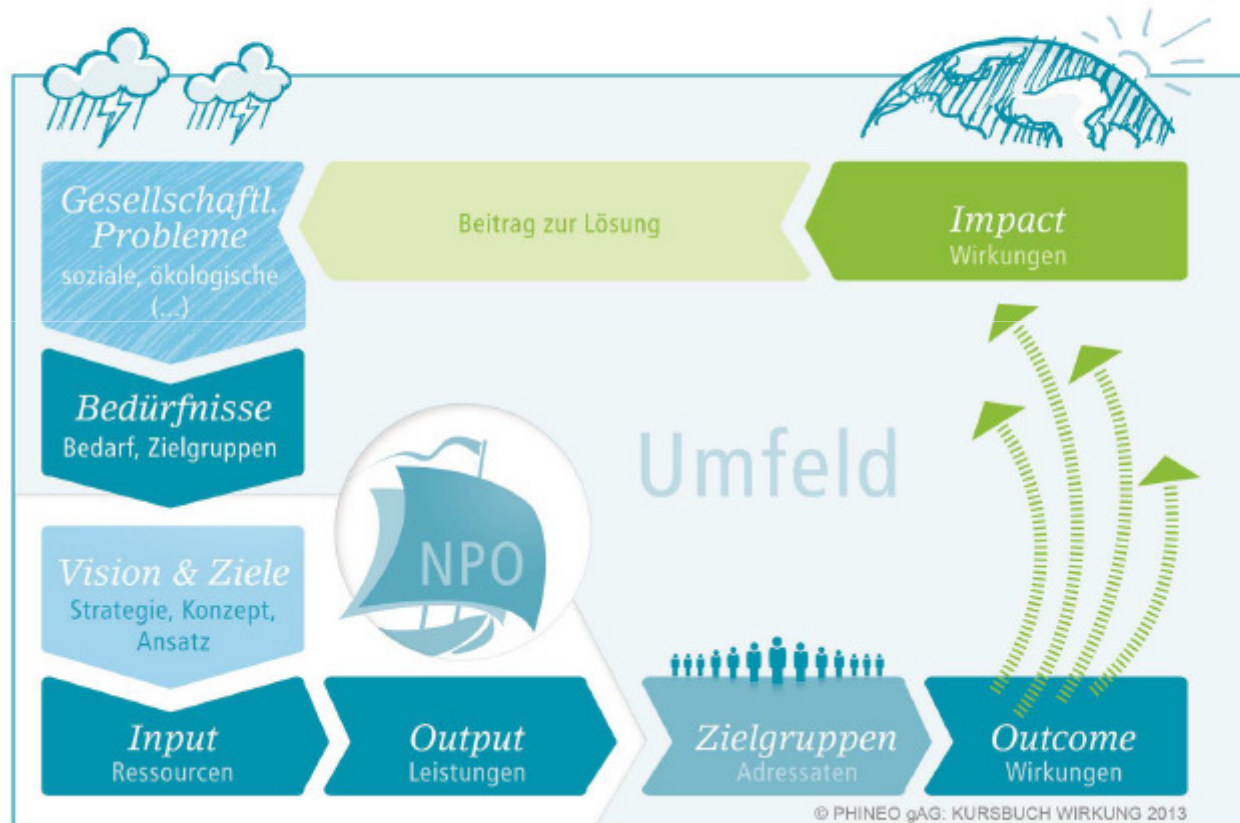 Gesellschaftl.
Probleme
soziale, ökologische
(...)
Beitrag zur Lösung
Impact
Wirkungen
Bedürfnisse
Bedarf, Zielgruppen
Umfeld
NPO
Vision & Ziele
Strategie, Konzept,
Ansatz
Input
Ressourcen
Output
Leistungen
Zielgruppen
Adressaten
Outcome
Wirkungen
© PHINEO gAG: KURSBUCH WIRKUNG 2013